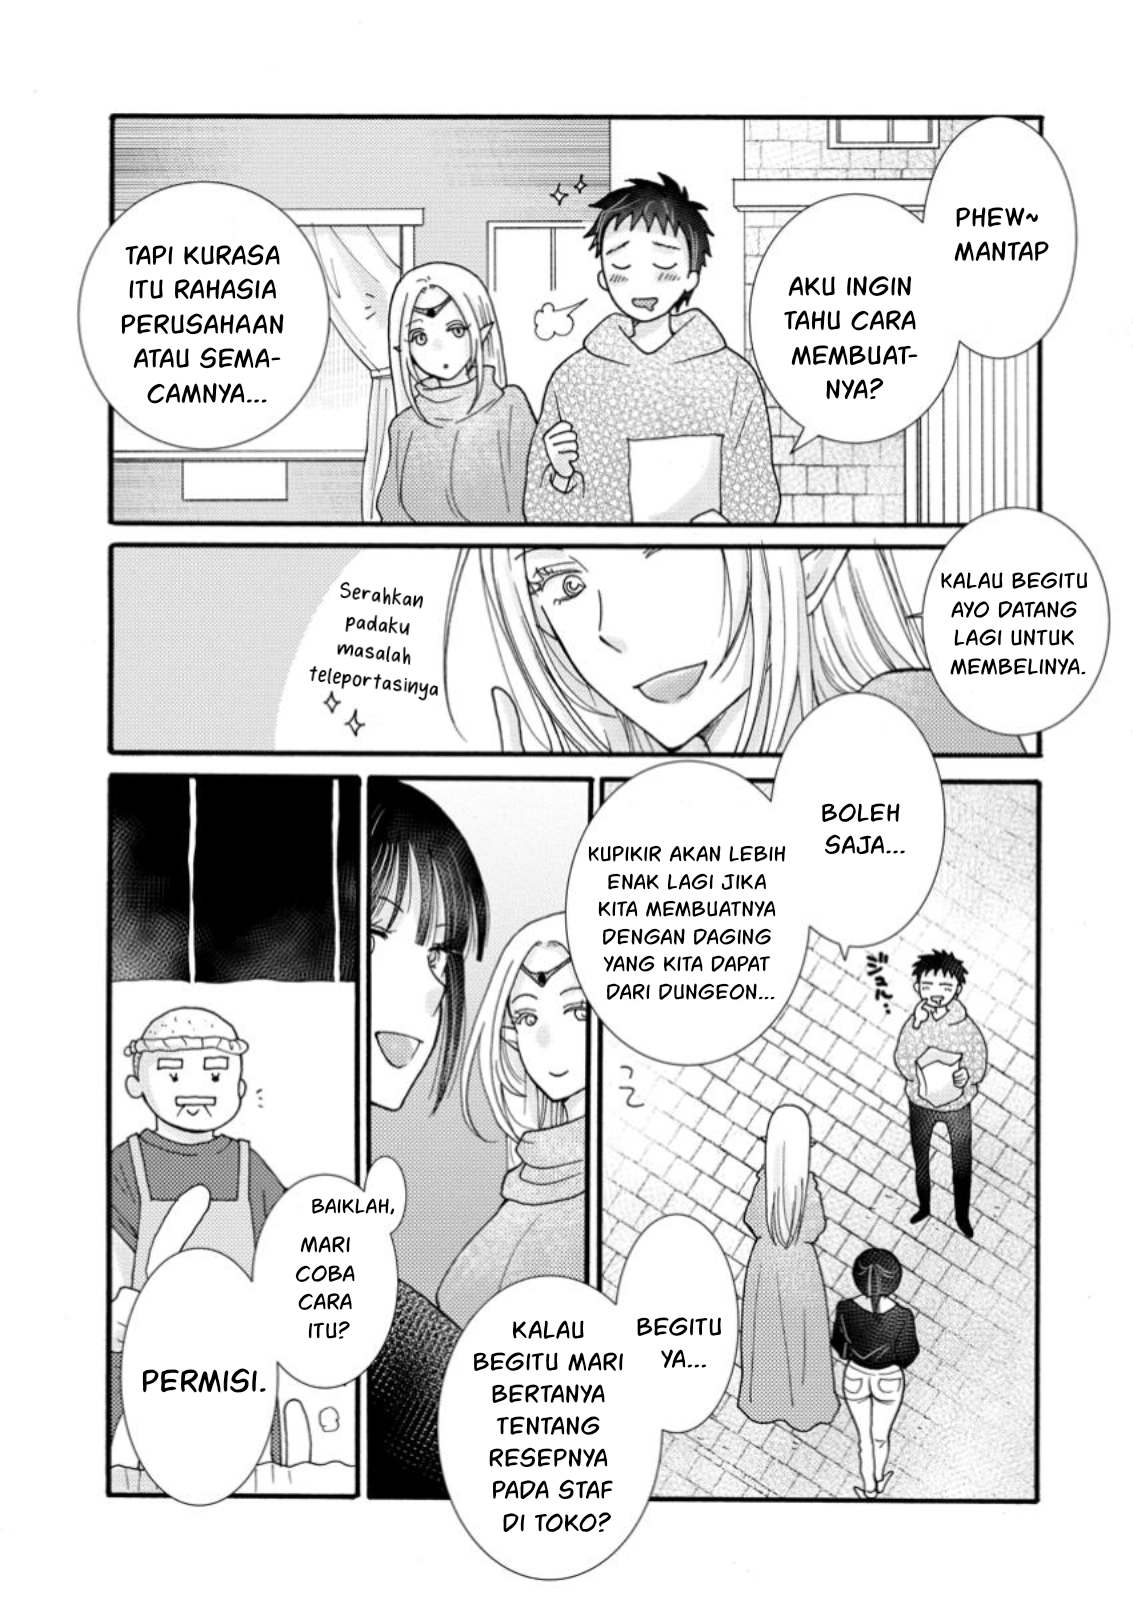 PHEW~
MANTAP
AKU INGIN
TAHU CARA
MEMBUAT-
NYA?
TAPI KURASA
ITU RAHASIA
PERUSAHAAN
ATAU SEMA-
CAMNYA...
KALAU BEGITU
AYO DATANG
LAGI UNTUK
MEMBELINYA.
Serahkan
padaku
masalah
teleportasinya
BOLEH
SAJA...
KUPIKIR AKAN LEBIH
ENAK LAGI JIKA
KITA MEMBUATNYA
DENGAN DAGING
YANG KITA DAPAT
DARI DUNGEON...
ジュル...
BEGITU
YA...
KALAU
BEGITU MARI
BERTANYA
TENTANG
RESEPNYA
PADA STAF
DI TOKO?
BAIKLAH,
MARI
COBA
CARA
ITU?
PERMISI.